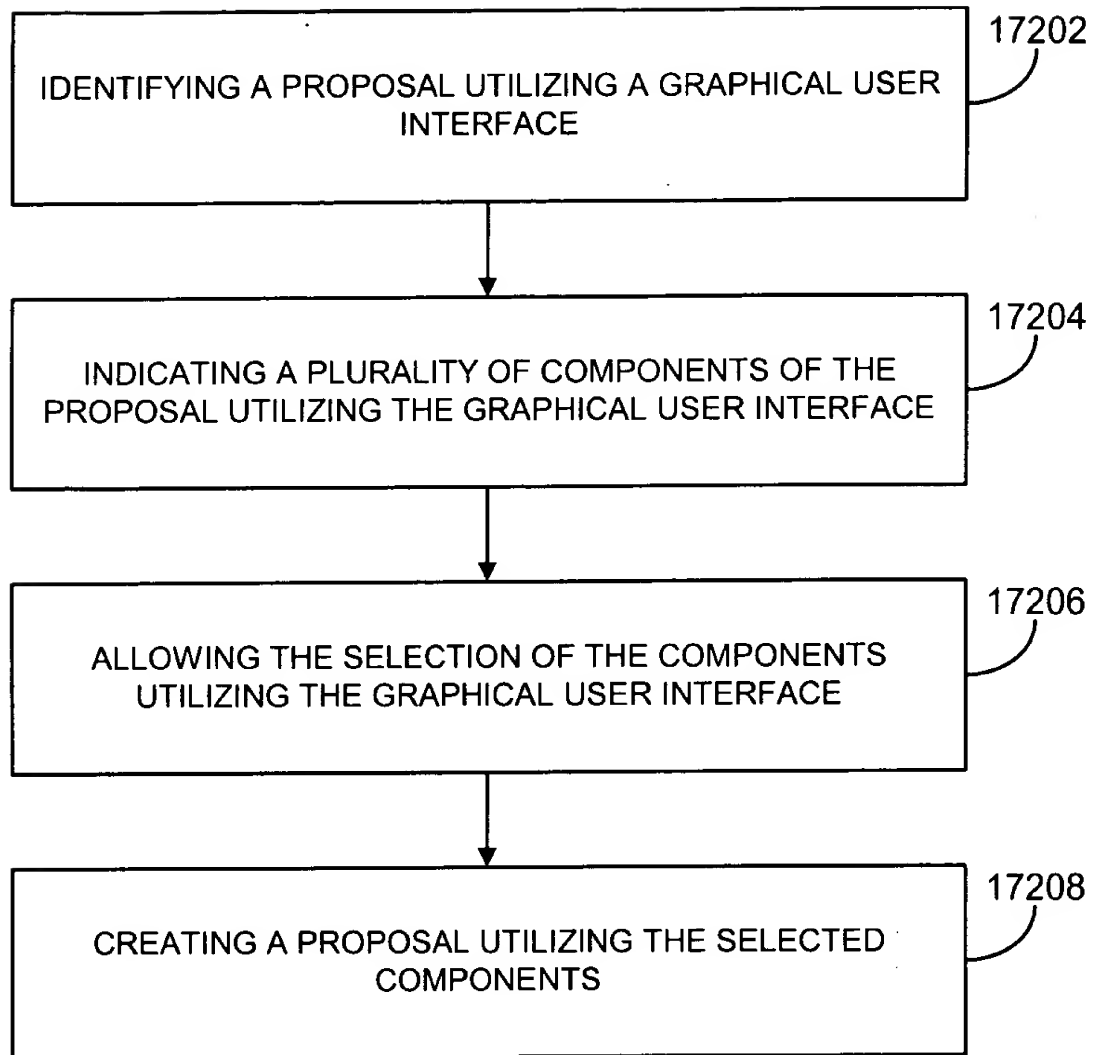 17202
IDENTIFYING A PROPOSAL UTILIZING A GRAPHICAL USER
INTERFACE
17204
INDICATING A PLURALITY OF COMPONENTS OF THE
PROPOSAL UTILIZING THE GRAPHICAL USER INTERFACE
17206
ALLOWING THE SELECTION OF THE COMPONENTS
UTILIZING THE GRAPHICAL USER INTERFACE
17208
CREATING A PROPOSAL UTILIZING THE SELECTED
COMPONENTS